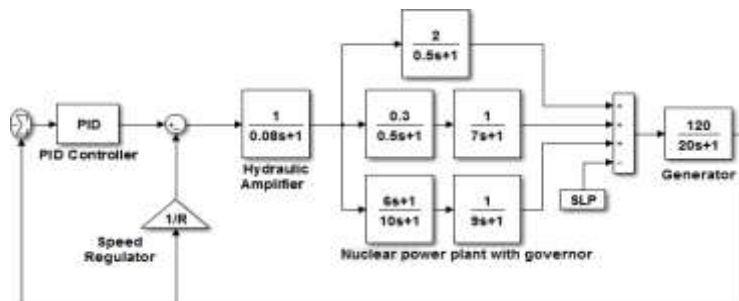 2
0.5s+1
PID
PID Controller
1
0.08s+1
Hydraulic
Amplifier
0.3
0.5s+1
1
7s+1
120
20s+1
Generator
SLP
1/R
Speed
Regulator
6s+1
10s+1
1
9s+1
Nuclear power plant with governor